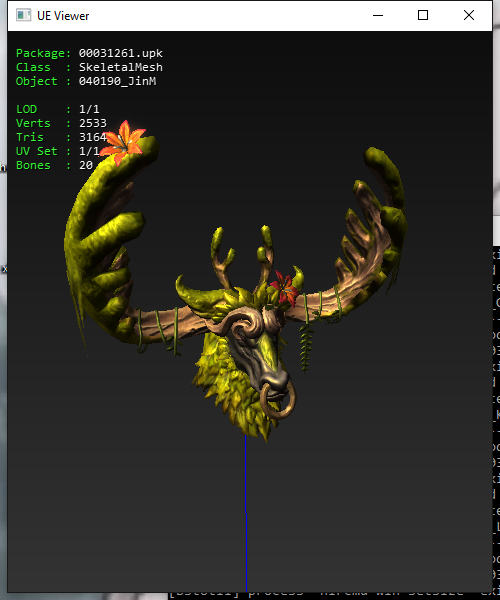 UE Viewer
Package: 00031261.upk
Class : SkeletalMesh
Object : 040190_JinM
LOD : 1/1
Verts : 2533
Tris : 3164
UV Set : 1/1
Bones : 20